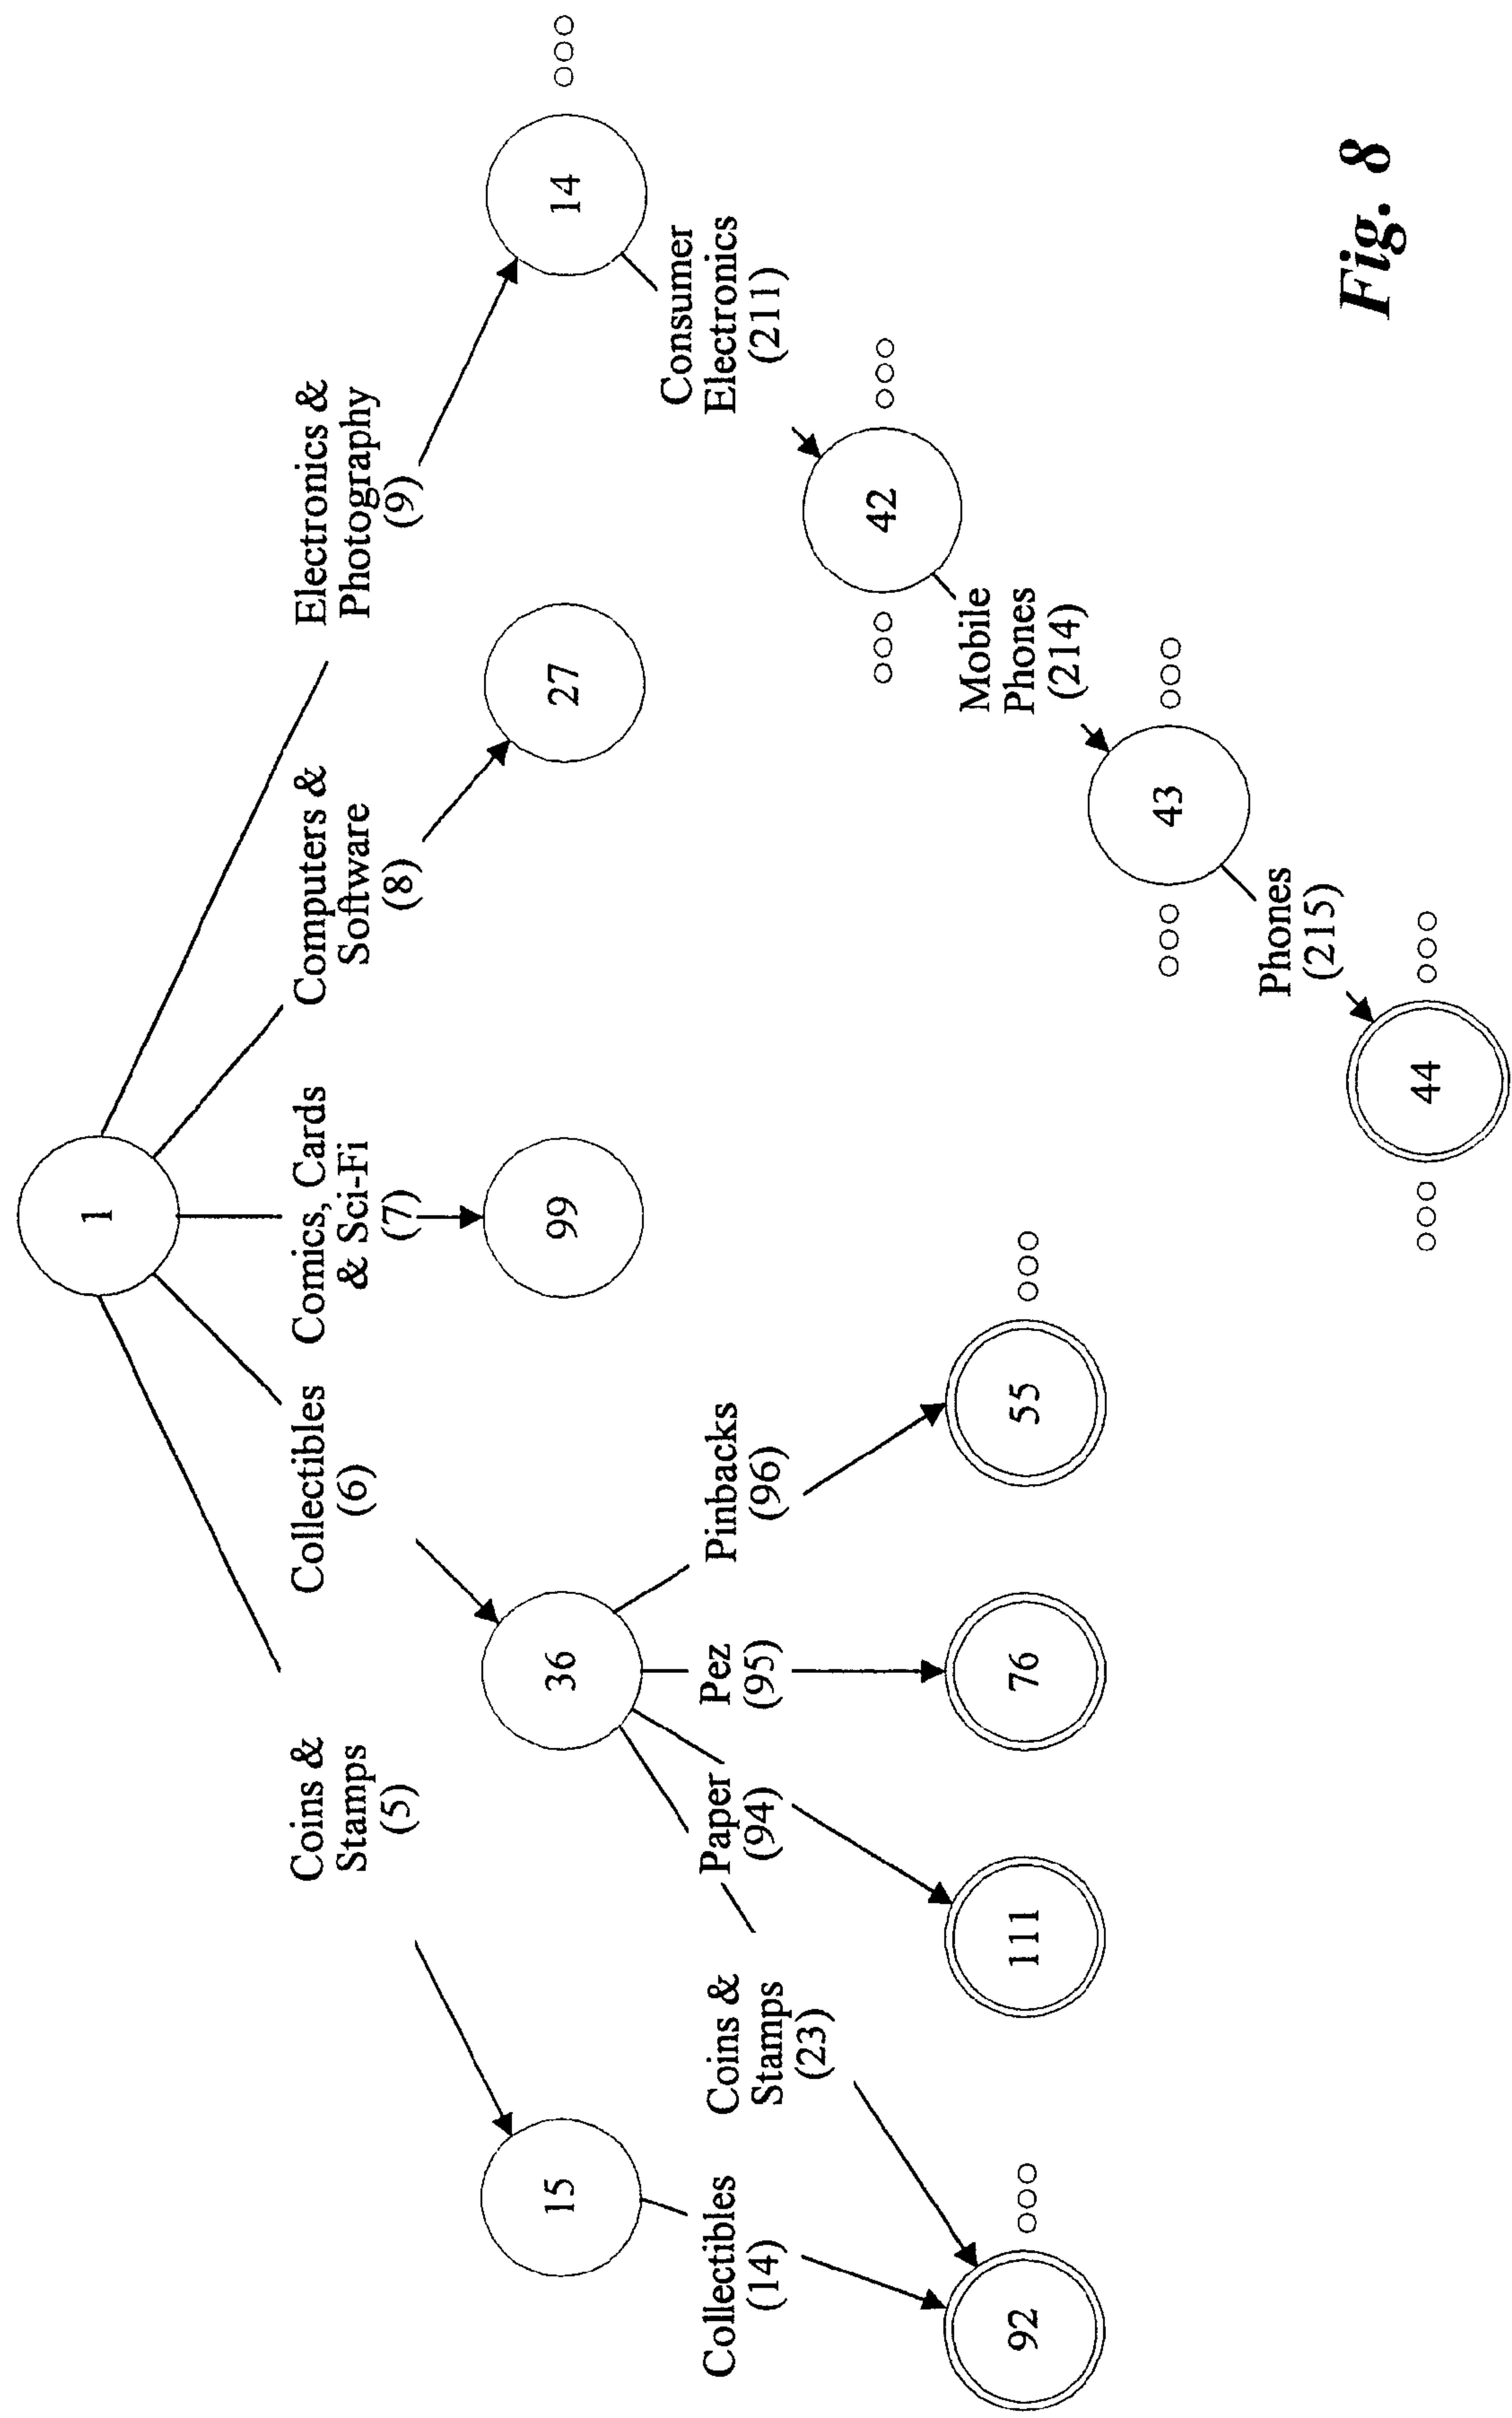 1
Coins &
Stamps
(5)
Collectibles
(6)
Comics, Cards
& Sci-Fi
(7)
Computers &
Software
(8)
Electronics &
Photography
(9)
15
36
99
27
14
Collectibles
(14)
Coins &
Stamps
(23)
Paper
(94)
Pez
(95)
Pinbacks
(96)
Consumer
Electronics
(211)
92
111
76
55
42
Mobile
Phones
(214)
43
Phones
(215)
44
Fig. 8